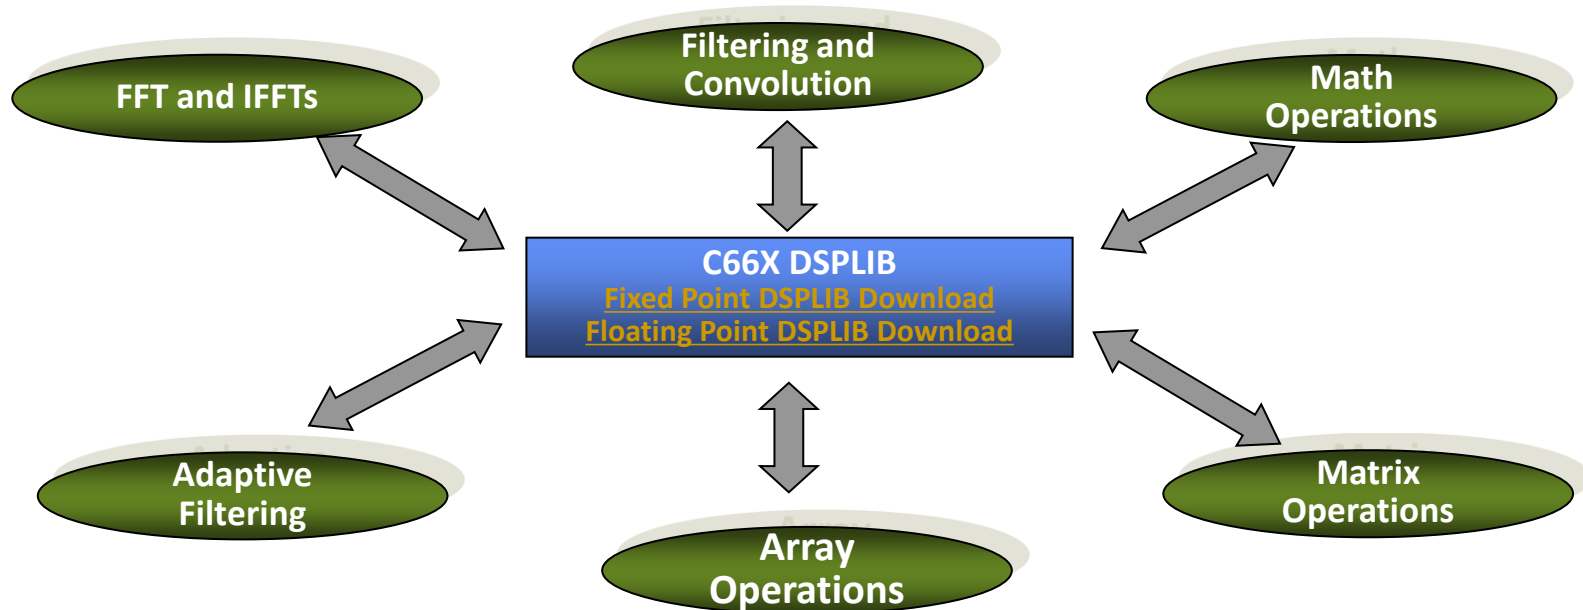 FFT and IFFTs
Filtering and
Convolution
Math
Operations
C66X DSPLIB
Fixed Point DSPLIB Download
Floating Point DSPLIB Download
Adaptive
Filtering
Array
Operations
Matrix
Operations